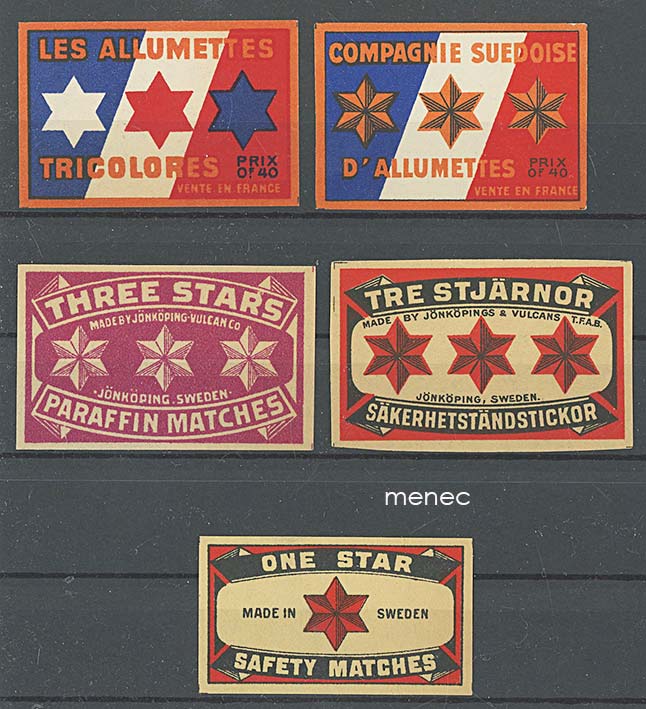 LES ALLUMETTES
TRICOLORES
PRIX
0F 40
VENTE EN FRANCE
COMPAGNIE SUEDOISE
D'ALLUMETTES
PRIX
0F 40
VENTE EN FRANCE
THREE STARS
MADE BY JÖNKÖPING-VULCAN CO
JÖNKÖPING. SWEDEN
PARAFFIN MATCHES
TRE STJÄRNOR
MADE BY JÖNKÖPINGS & VULCANS T.F.A.B.
JÖNKÖPING, SWEDEN.
SÄKERHETSTÄNDSTICKOR
menec
ONE STAR
MADE IN SWEDEN
SAFETY MATCHES